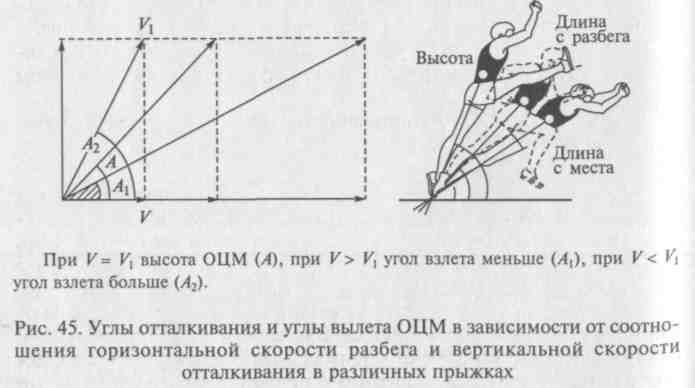 V₁
A₂
A
A₁
V
Высота
Длина
с разбега
Длина
с места
При V = V₁ высота ОЦМ (A), при V > V₁ угол взлета меньше (A₁), при V < V₁
угол взлета больше (A₂).
Рис. 45. Углы отталкивания и углы вылета ОЦМ в зависимости от соотно-
шения горизонтальной скорости разбега и вертикальной скорости
отталкивания в различных прыжках